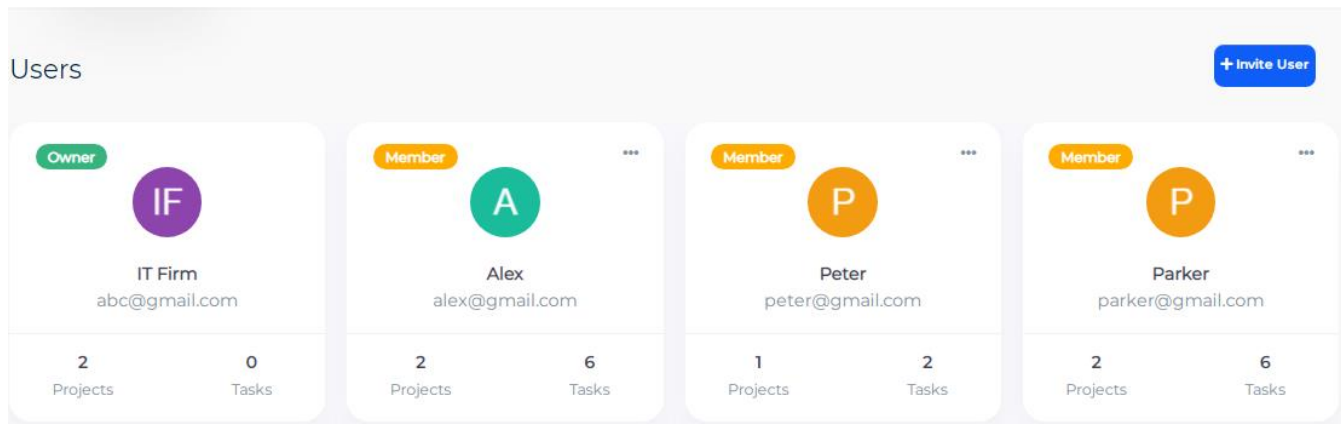 Users
+ Invite User
Owner
IF
IT Firm
abc@gmail.com
2
0
Projects
Tasks
Member
...
A
Alex
alex@gmail.com
2
6
Projects
Tasks
Member
...
P
Peter
peter@gmail.com
1
2
Projects
Tasks
Member
...
P
Parker
parker@gmail.com
2
6
Projects
Tasks